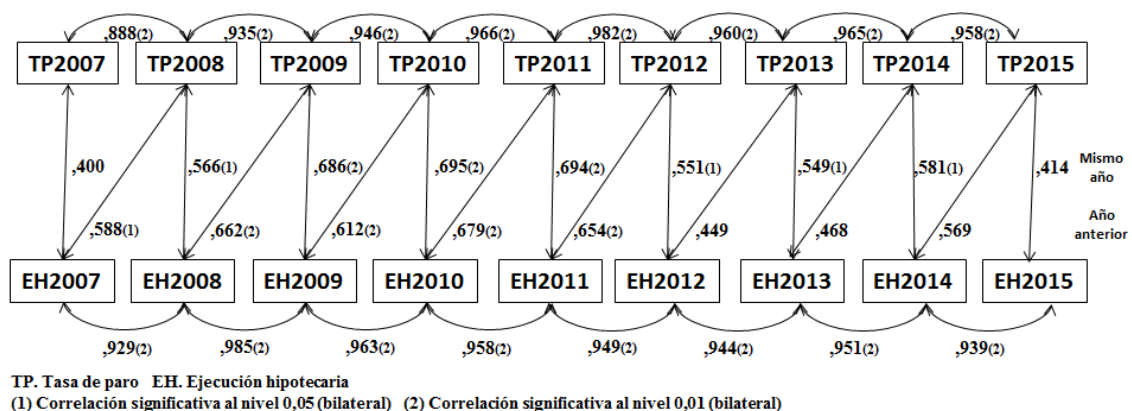 ,888(2) ,935(2) ,946(2) ,966(2) ,982(2) ,960(2) ,965(2) ,958(2)
TP2007 TP2008 TP2009 TP2010 TP2011 TP2012 TP2013 TP2014 TP2015
,400 ,566(1) ,686(2) ,695(2) ,694(2) ,551(1) ,549(1) ,581(1) ,414 Mismo
año
,588(1) ,662(2) ,612(2) ,679(2) ,654(2) ,449 ,468 ,569 Año
anterior
EH2007 EH2008 EH2009 EH2010 EH2011 EH2012 EH2013 EH2014 EH2015
,929(2) ,985(2) ,963(2) ,958(2) ,949(2) ,944(2) ,951(2) ,939(2)
TP. Tasa de paro EH. Ejecución hipotecaria
(1) Correlación significativa al nivel 0,05 (bilateral) (2) Correlación significativa al nivel 0,01 (bilateral)